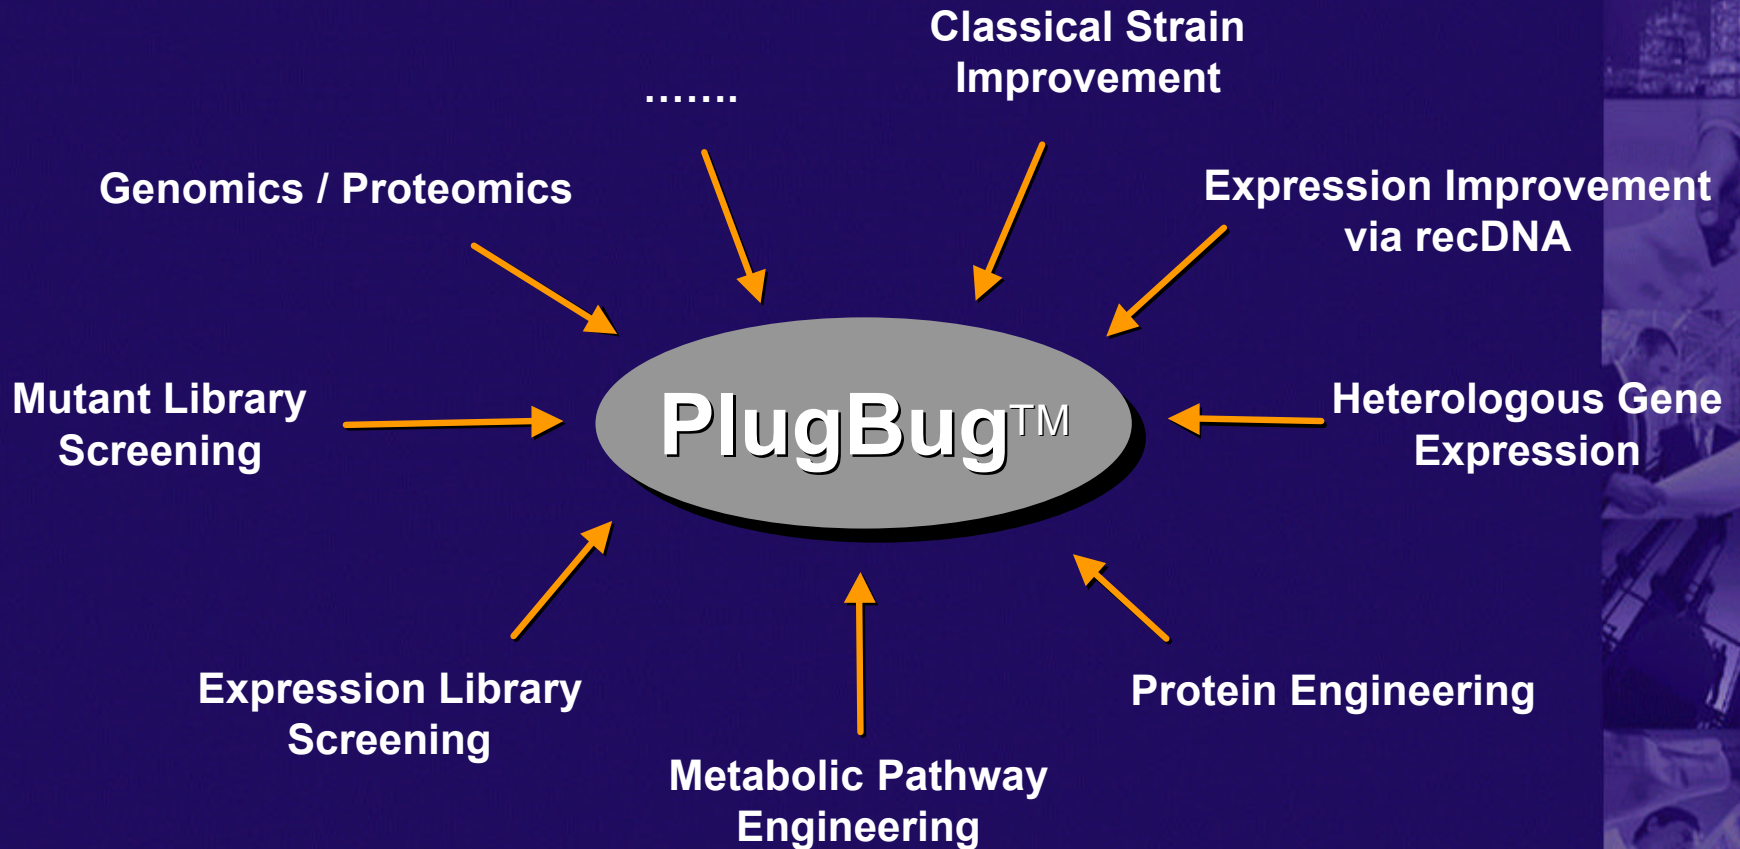 Classical Strain
Improvement
.......
Genomics / Proteomics
Expression Improvement
via recDNA
Mutant Library
Screening
PlugBug™
Heterologous Gene
Expression
Expression Library
Screening
Protein Engineering
Metabolic Pathway
Engineering